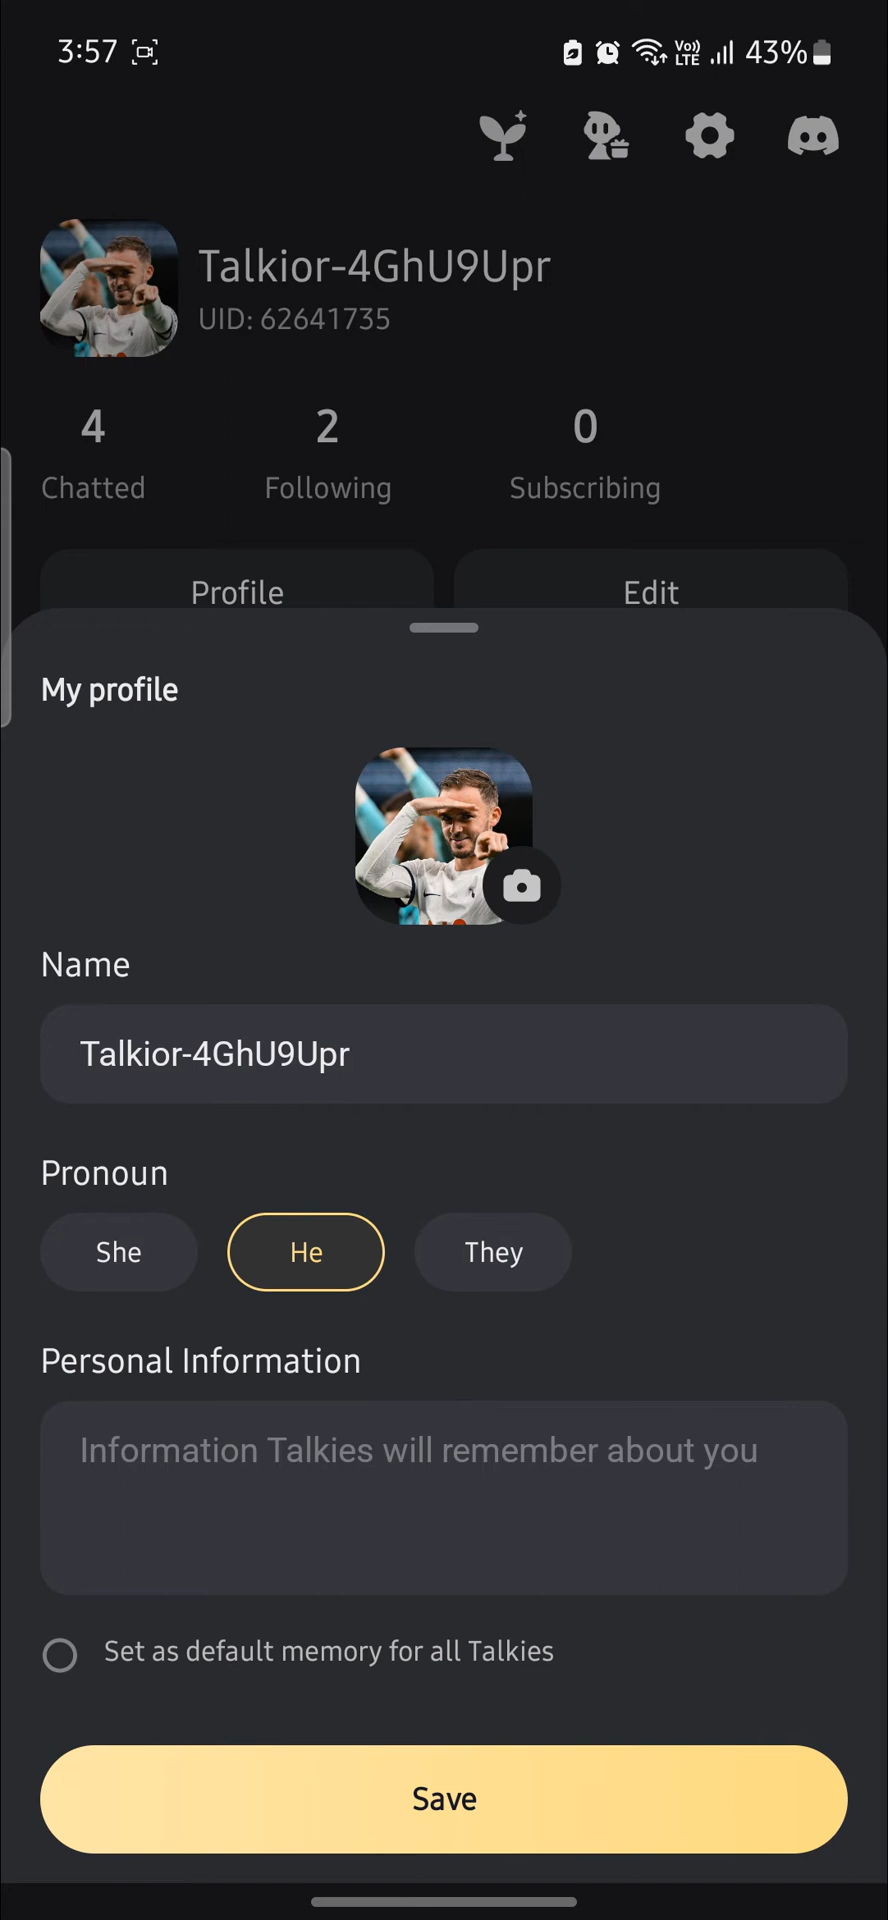 3:57 Vo)) LTE 43%
Talkior-4GhU9Upr
UID: 62641735
4 2 0
Chatted Following Subscribing
Profile Edit
My profile
Name
Talkior-4GhU9Upr
Pronoun
She He They
Personal Information
Information Talkies will remember about you
Set as default memory for all Talkies
Save